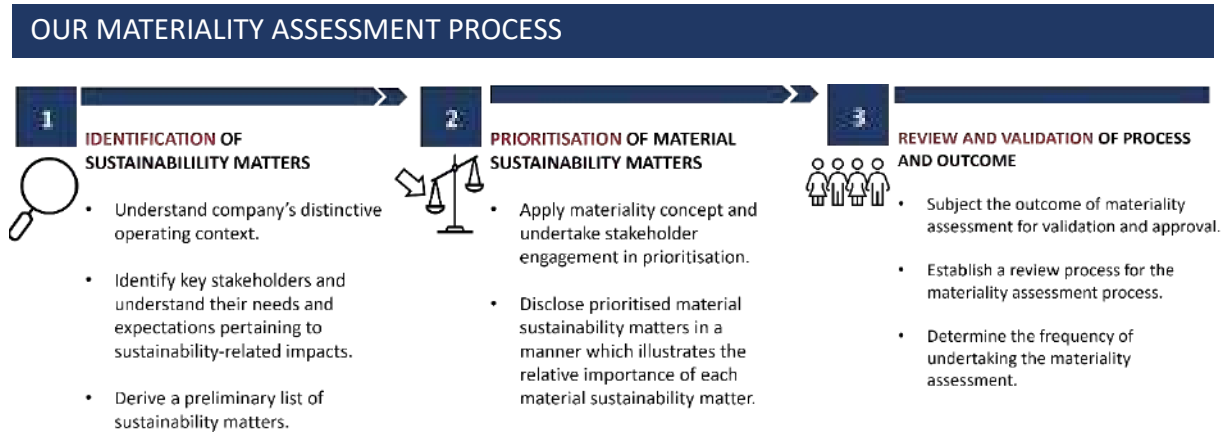 OUR MATERIALITY ASSESSMENT PROCESS
1
IDENTIFICATION OF
SUSTAINABILILITY MATTERS
• Understand company's distinctive
operating context.
• Identify key stakeholders and
understand their needs and
expectations pertaining to
sustainability-related impacts.
• Derive a preliminary list of
sustainability matters.
2
PRIORITISATION OF MATERIAL
SUSTAINABILITY MATTERS
• Apply materiality concept and
undertake stakeholder
engagement in prioritisation.
• Disclose prioritised material
sustainability matters in a
manner which illustrates the
relative importance of each
material sustainability matter.
3
REVIEW AND VALIDATION OF PROCESS
AND OUTCOME
• Subject the outcome of materiality
assessment for validation and approval.
• Establish a review process for the
materiality assessment process.
• Determine the frequency of
undertaking the materiality
assessment.